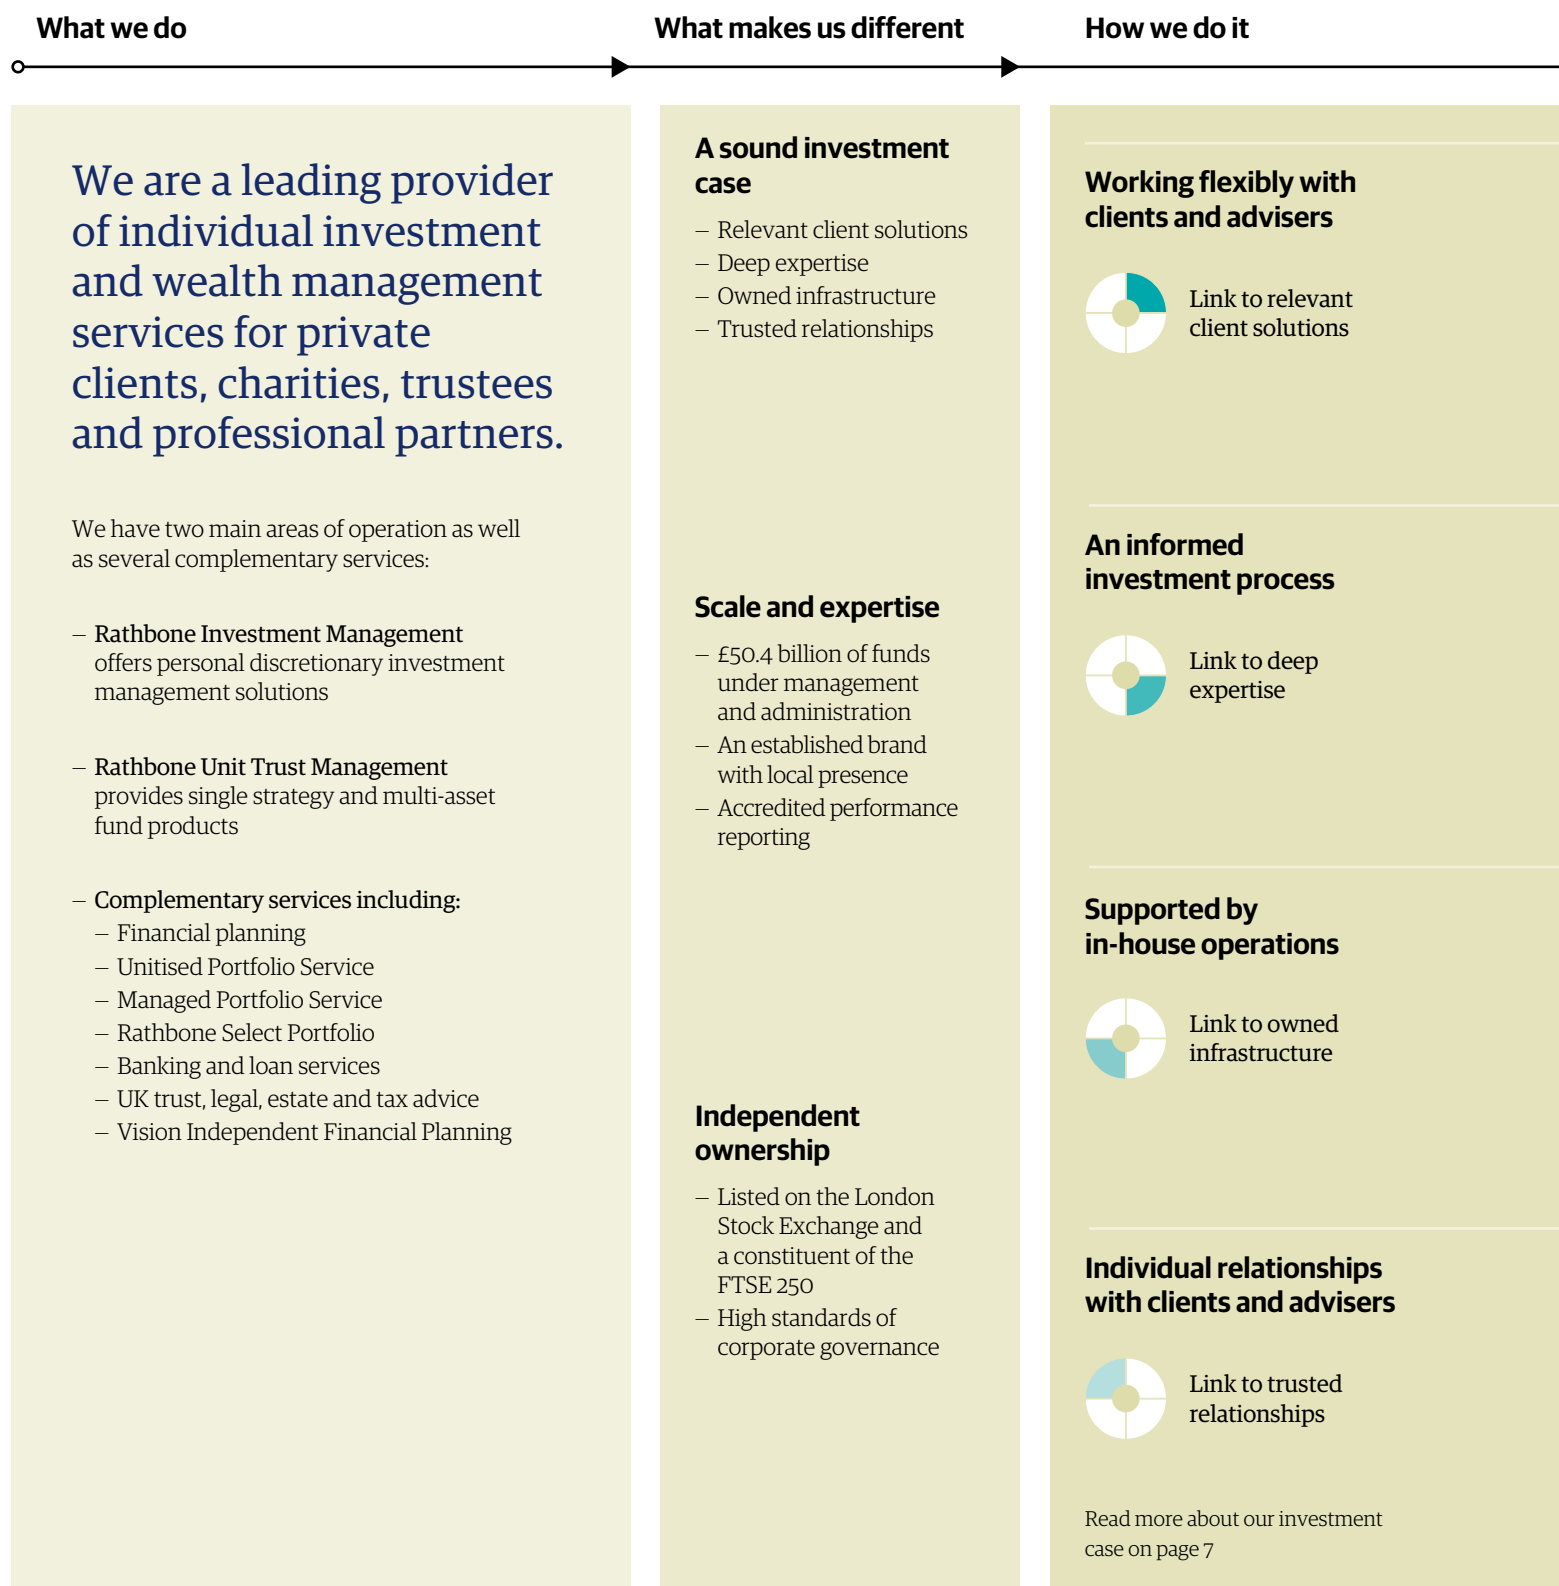 What we do
What makes us different
How we do it
We are a leading provider
of individual investment
and wealth management
services for private
clients, charities, trustees
and professional partners.
We have two main areas of operation as well
as several complementary services:
– Rathbone Investment Management
offers personal discretionary investment
management solutions
– Rathbone Unit Trust Management
provides single strategy and multi-asset
fund products
– Complementary services including:
– Financial planning
– Unitised Portfolio Service
– Managed Portfolio Service
– Rathbone Select Portfolio
– Banking and loan services
– UK trust, legal, estate and tax advice
– Vision Independent Financial Planning
A sound investment
case
– Relevant client solutions
– Deep expertise
– Owned infrastructure
– Trusted relationships
Scale and expertise
– £50.4 billion of funds
under management
and administration
– An established brand
with local presence
– Accredited performance
reporting
Independent
ownership
– Listed on the London
Stock Exchange and
a constituent of the
FTSE 250
– High standards of
corporate governance
Working flexibly with
clients and advisers
Link to relevant
client solutions
An informed
investment process
Link to deep
expertise
Supported by
in-house operations
Link to owned
infrastructure
Individual relationships
with clients and advisers
Link to trusted
relationships
Read more about our investment
case on page 7